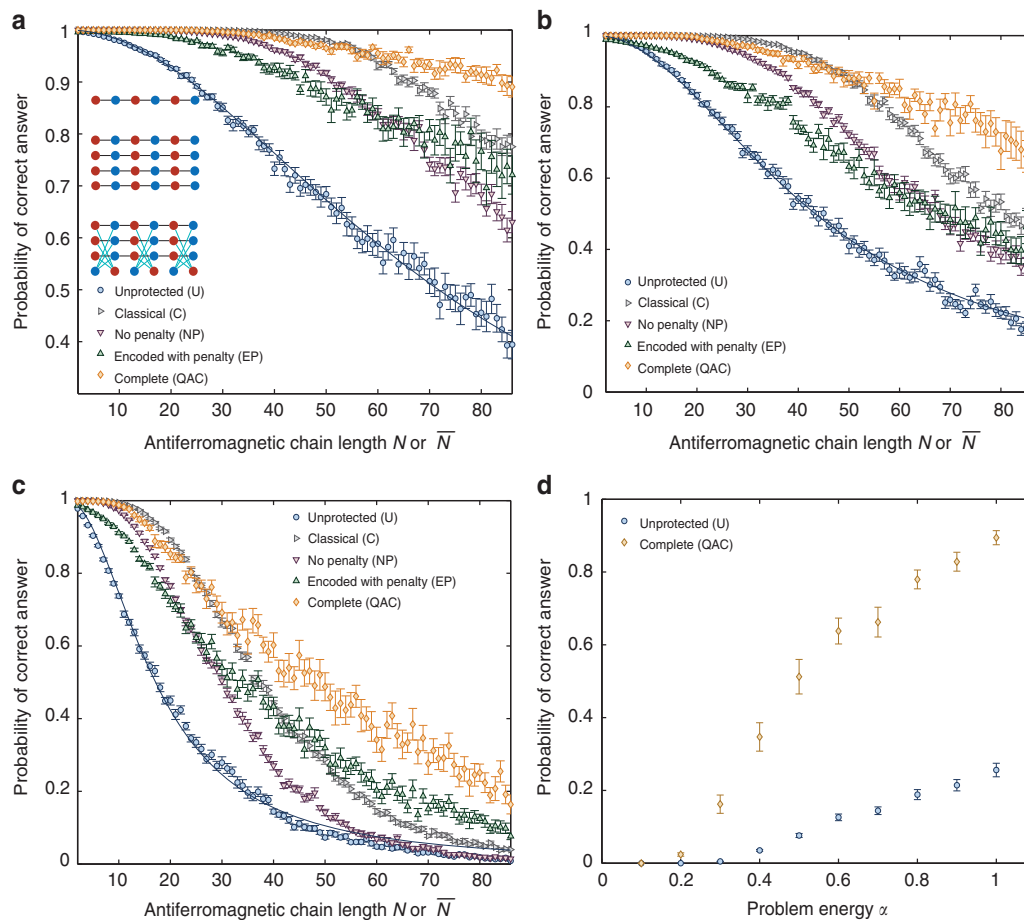 a
Probability of correct answer
1
0.9
0.8
0.7
0.6
0.5
0.4
Unprotected (U)
Classical (C)
No penalty (NP)
Encoded with penalty (EP)
Complete (QAC)
10 20 30 40 50 60 70 80
Antiferromagnetic chain length N or N̅
b
Probability of correct answer
1
0.8
0.6
0.4
0.2
0
Unprotected (U)
Classical (C)
No penalty (NP)
Encoded with penalty (EP)
Complete (QAC)
10 20 30 40 50 60 70 80
Antiferromagnetic chain length N or N̅
c
Probability of correct answer
1
0.8
0.6
0.4
0.2
0
Unprotected (U)
Classical (C)
No penalty (NP)
Encoded with penalty (EP)
Complete (QAC)
10 20 30 40 50 60 70 80
Antiferromagnetic chain length N or N̅
d
Probability of correct answer
1
0.8
0.6
0.4
0.2
0
Unprotected (U)
Complete (QAC)
0 0.2 0.4 0.6 0.8 1
Problem energy α